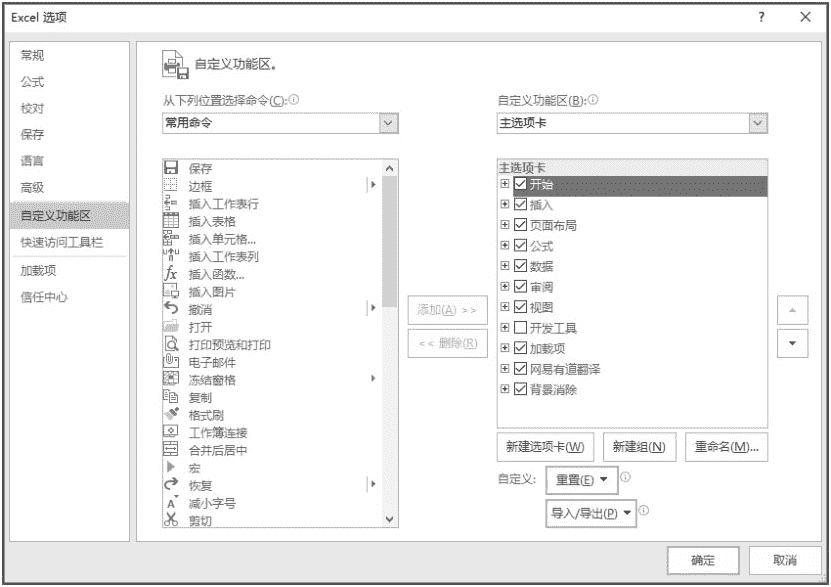 Excel 选项
?
常规
公式
校对
保存
语言
高级
自定义功能区
快速访问工具栏
加载项
信任中心
自定义功能区。
从下列位置选择命令(C):
常用命令
保存
边框
插入工作表行
插入表格
插入单元格...
插入工作表列
插入函数...
插入图片
撤消
打开
打印预览和打印
电子邮件
冻结窗格
复制
格式刷
工作簿连接
合并后居中
宏
恢复
减小字号
剪切
添加(A) >>
<< 删除(R)
自定义功能区(B):
主选项卡
主选项卡
开始
插入
页面布局
公式
数据
审阅
视图
开发工具
加载项
网易有道翻译
背景消除
新建选项卡(W)
新建组(N)
重命名(M)...
自定义:
重置(E)
导入/导出(P)
确定
取消